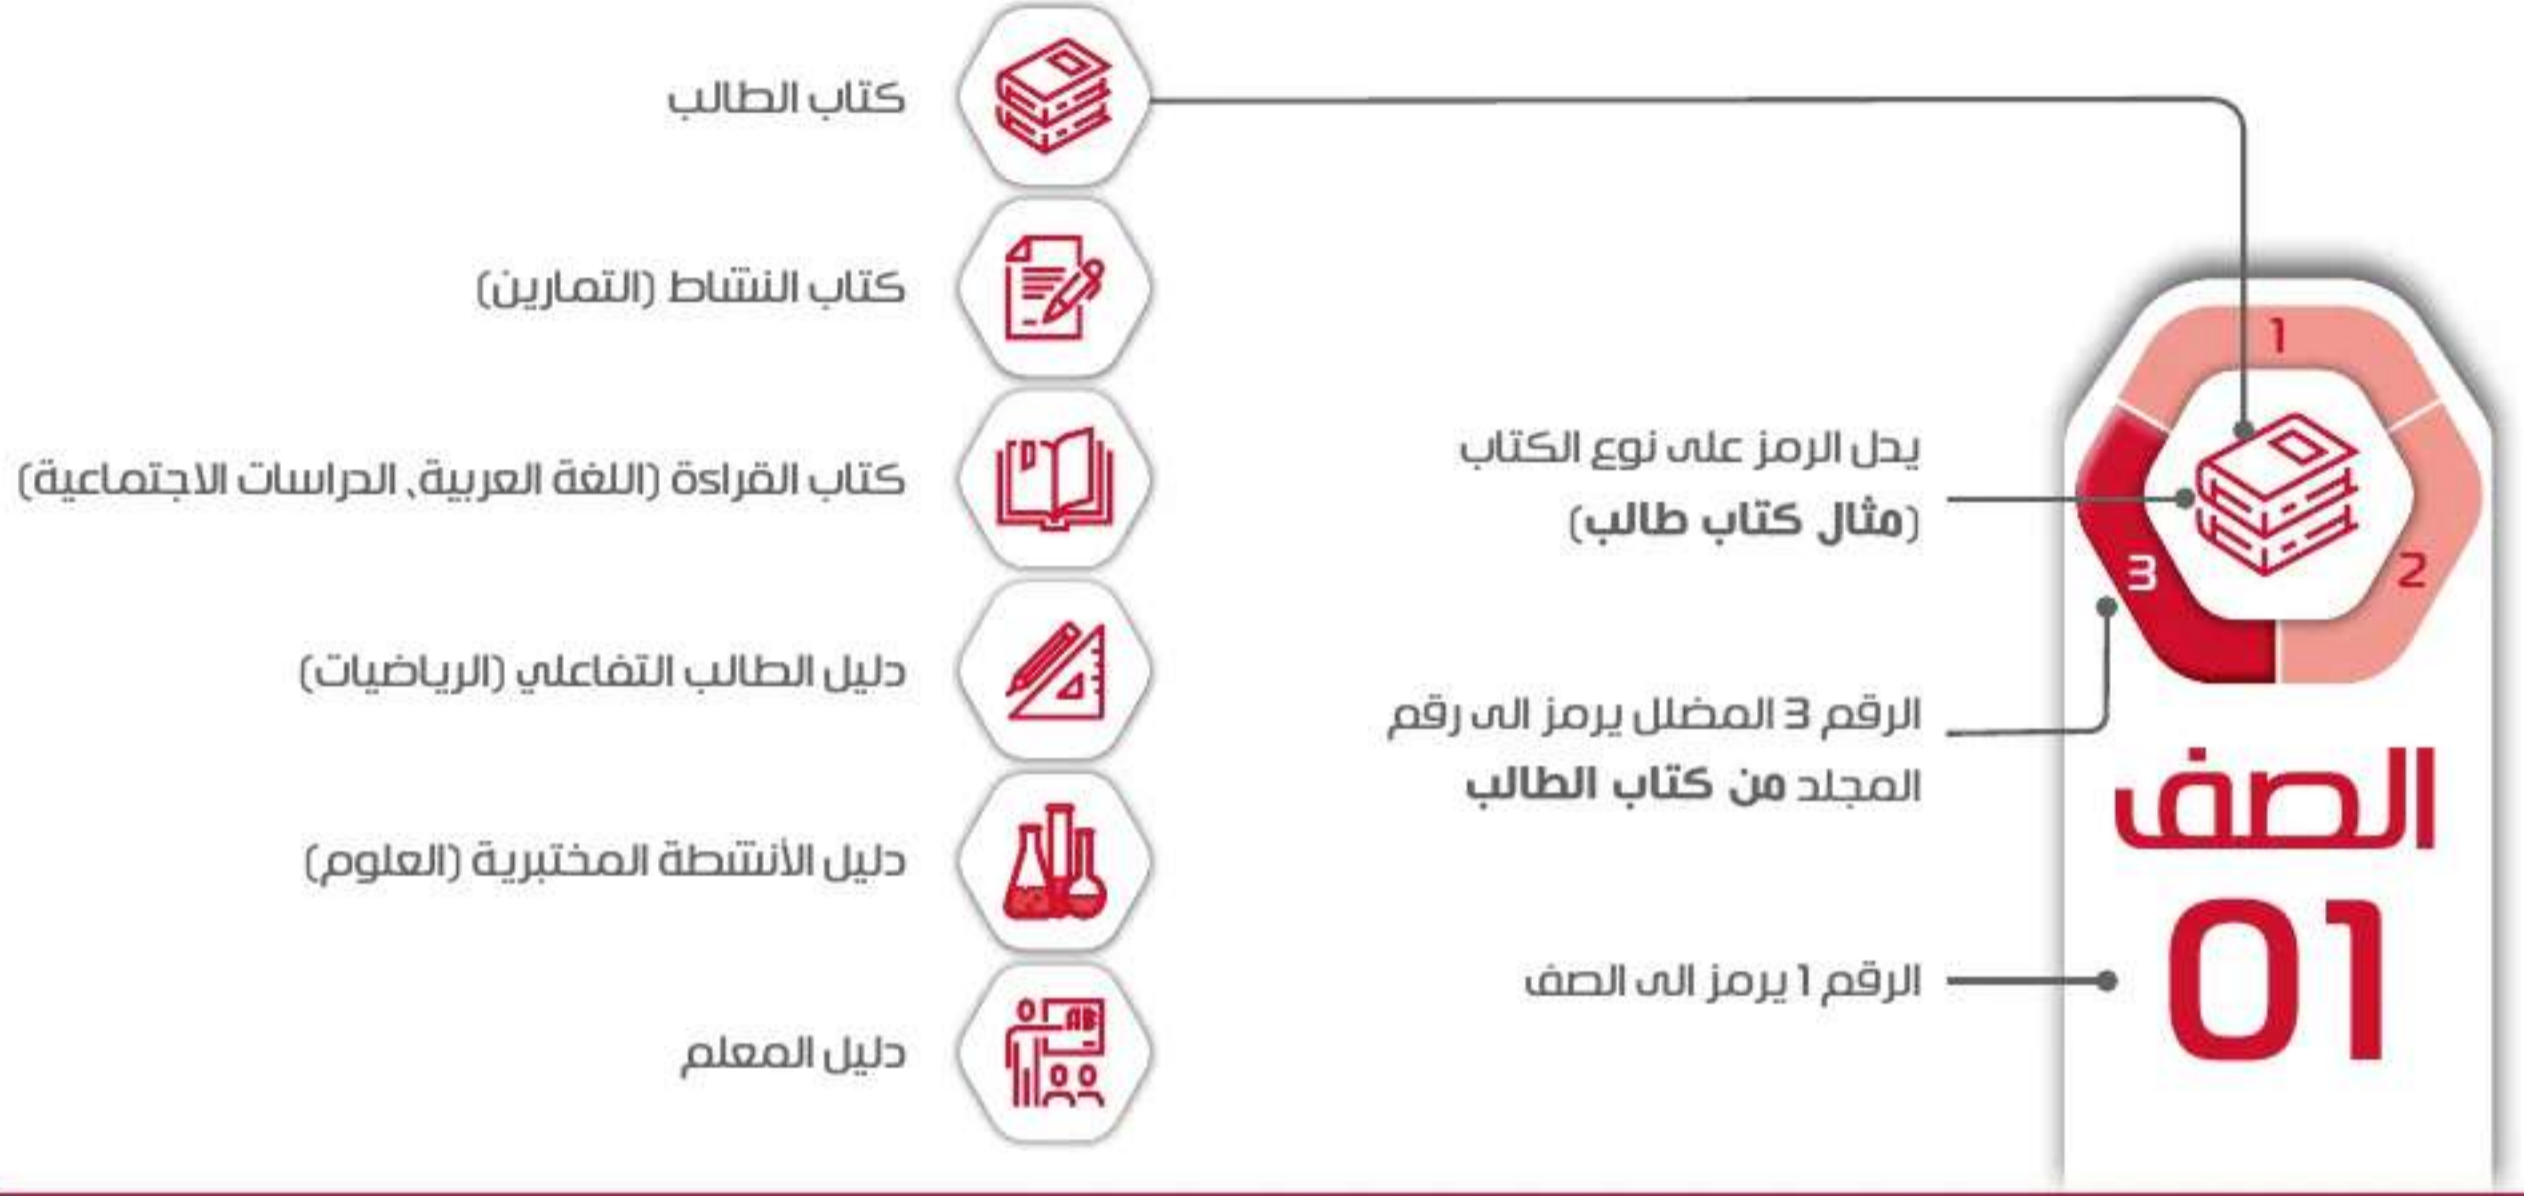 1
2
3
الصف
01
يدل الرمز على نوع الكتاب
(مثال كتاب طالب)
الرقم 3 المضلل يرمز الى رقم
المجلد من كتاب الطالب
الرقم 1 يرمز الى الصف
كتاب الطالب
كتاب النشاط (التمارين)
كتاب القراءة (اللغة العربية، الدراسات الاجتماعية)
دليل الطالب التفاعلي (الرياضيات)
دليل الأنشطة المختبرية (العلوم)
AB
دليل المعلم